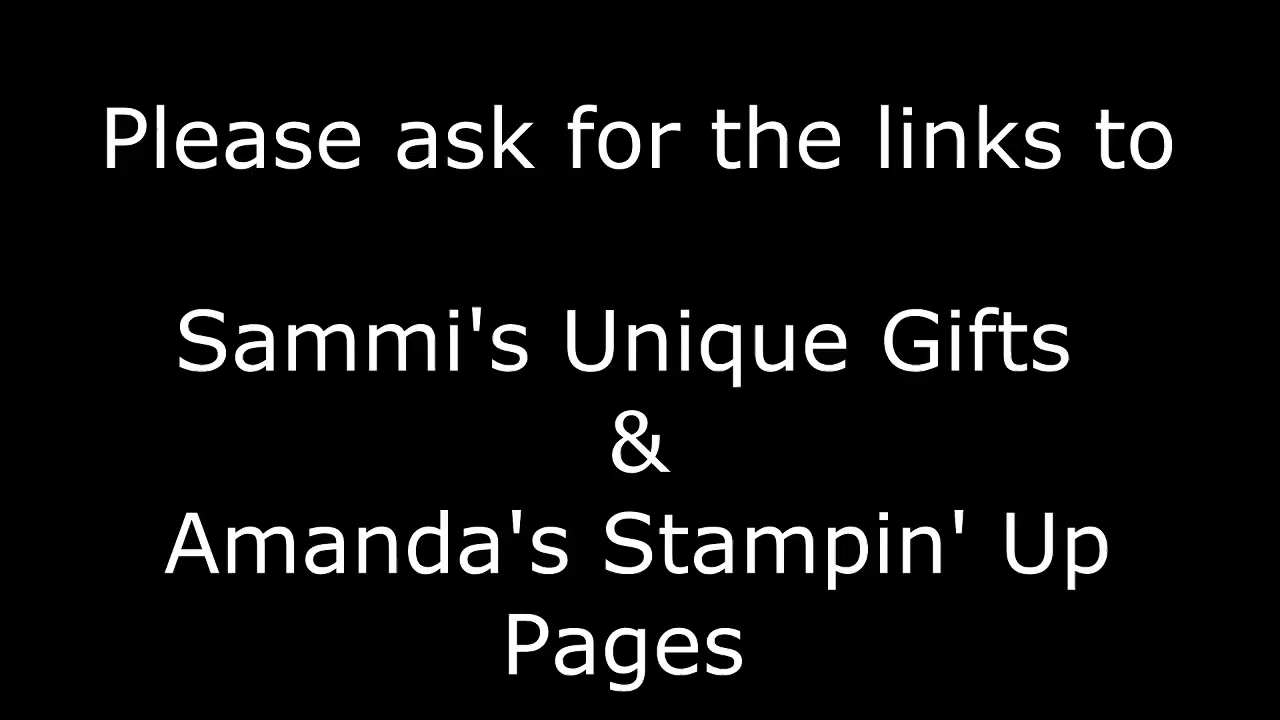 Please ask for the links to
Sammi's Unique Gifts
&
Amanda's Stampin' Up
Pages